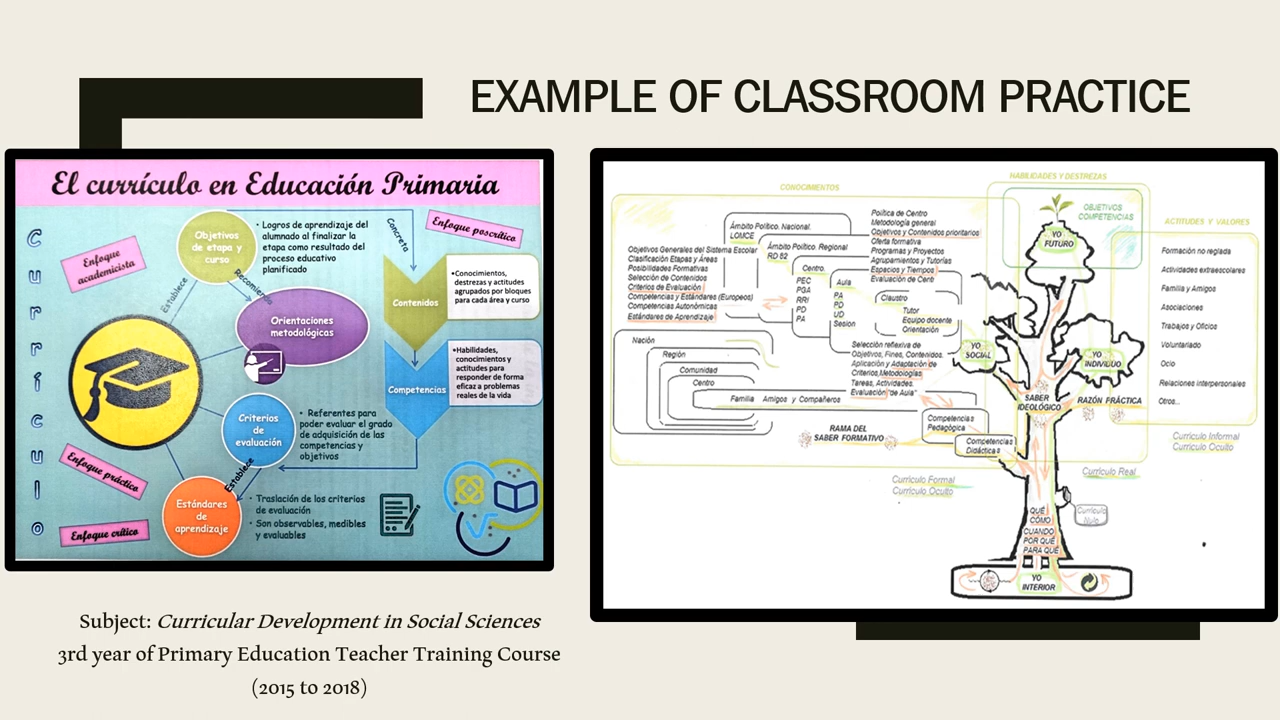 EXAMPLE OF CLASSROOM PRACTICE
El currículo en Educación Primaria
Currículo
Enfoque
academicista
Objetivos
de etapa y
curso
• Logros de aprendizaje del
alumnado al finalizar la
etapa como resultado del
proceso educativo
planificado
Concreto
Enfoque poscrítico
Establece
Recomienda
Contenidos
•Conocimientos,
destrezas y actitudes
agrupados por bloques
para cada área y curso
Orientaciones
metodológicas
Competencias
•Habilidades,
conocimientos y
actitudes para
responder de forma
eficaz a problemas
reales de la vida
Criterios
de
evaluación
• Referentes para
poder evaluar el grado
de adquisición de las
competencias y
objetivos
Enfoque práctico
Establece
Estándares
de
aprendizaje
• Traslación de los criterios
de evaluación
• Son observables, medibles
y evaluables
Enfoque crítico
Subject: Curricular Development in Social Sciences
3rd year of Primary Education Teacher Training Course
(2015 to 2018)
CONOCIMIENTOS
HABILIDADES Y DESTREZAS
OBJETIVOS
COMPETENCIAS
ACTITUDES Y VALORES
YO
FUTURO
Objetivos Generales del Sistema Escolar
Clasificación Etapas y Áreas
Posibilidades Formativas
Selección de Contenidos
Criterios de Evaluación
Competencias y Estándares (Europeos)
Competencias Autonómicas
Estándares de Aprendizaje
Ámbito Político. Nacional.
LOMCE
Ámbito Político. Regional
RD 82
Centro.
PEC
PGA
RRI
PD
PA
Aula
PA
PD
UD
Sesion
Política de Centro
Metodología general
Objetivos y Contenidos prioritarios
Oferta formativa
Programas y Proyectos
Agrupamientos y Tutorías
Espacios y Tiempos
Evaluación de Centr
Claustro
Tutor
Equipo docente
Orientación
Selección reflexiva de
Objetivos, Fines, Contenidos.
Aplicación y Adaptación de
Criterios,Metodologías
Tareas, Actividades.
Evaluación "de Aula"
Nación
Región
Comunidad
Centro
Familia Amigos y Compañeros
RAMA DEL
SABER FORMATIVO
Competencias
Pedagógica
Competencias
Didácticas
Curriculo Formal
Curriculo Oculto
YO
SOCIAL
YO
INDIVIDUO
SABER
IDEOLÓGICO
RAZÓN PRÁCTICA
Formación no reglada
Actividades extraescolares
Familia y Amigos
Asociaciones
Trabajos y Oficios
Voluntariado
Ocio
Relaciones interpersonales
Otros...
Curriculo Informal
Curriculo Oculto
Curriculo Real
Curriculo
Nulo
QUÉ
CÓMO
CUANDO
POR QUÉ
PARA QUÉ
YO
INTERIOR